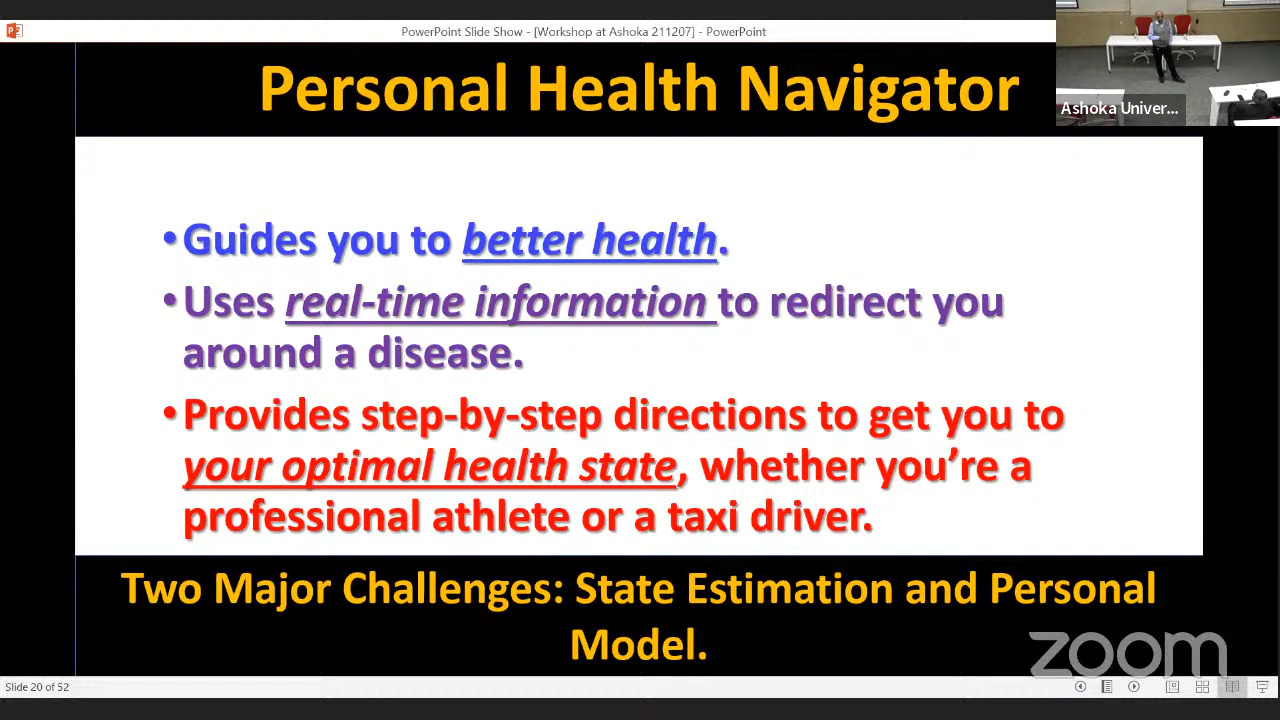 PowerPoint Slide Show - [Workshop at Ashoka 211207] - PowerPoint
Personal Health Navigator
Ashoka Univer...
•Guides you to better health.
•Uses real-time information to redirect you
around a disease.
•Provides step-by-step directions to get you to
your optimal health state, whether you’re a
professional athlete or a taxi driver.
Two Major Challenges: State Estimation and Personal
Model.
zoom
Slide 20 of 52